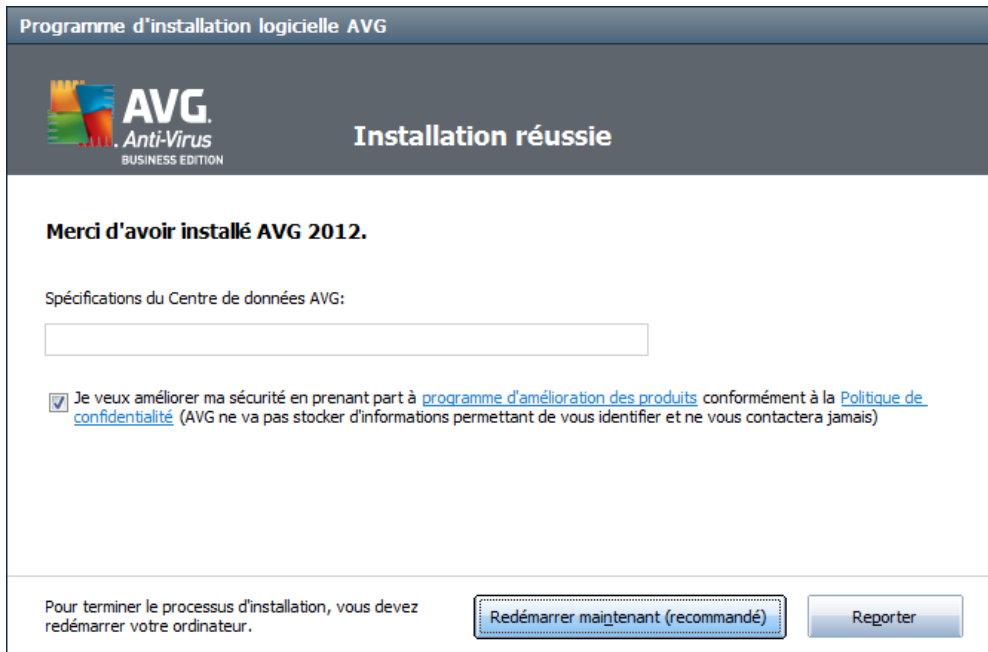 Programme d'installation logicielle AVG
AVG.
Anti-Virus
BUSINESS EDITION
Installation réussie
Merci d'avoir installé AVG 2012.
Spécifications du Centre de données AVG:
Je veux améliorer ma sécurité en prenant part à programme d'amélioration des produits conformément à la Politique de
confidentialité (AVG ne va pas stocker d'informations permettant de vous identifier et ne vous contactera jamais)
Pour terminer le processus d'installation, vous devez
redémarrer votre ordinateur.
Redémarrer maintenant (recommandé)
Reporter